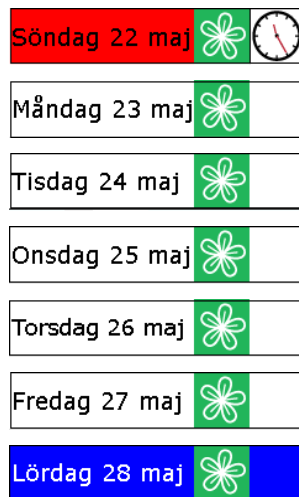 Söndag 22 maj
Måndag 23 maj
Tisdag 24 maj
Onsdag 25 maj
Torsdag 26 maj
Fredag 27 maj
Lördag 28 maj